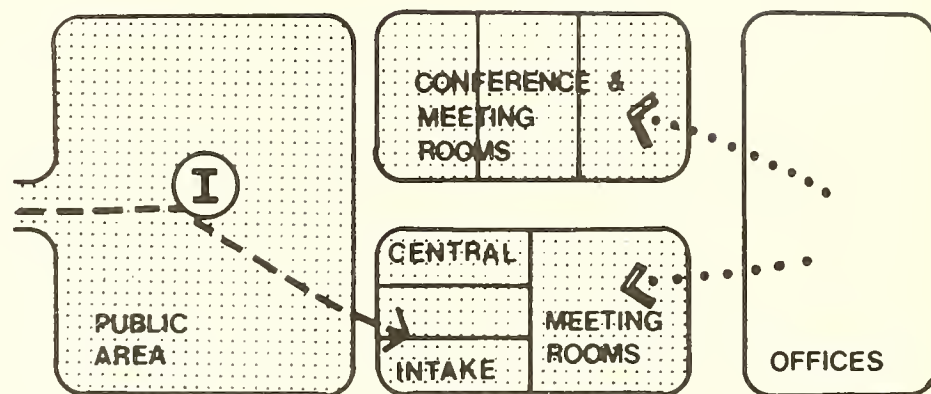 CONFERENCE &
MEETING
ROOMS
I
CENTRAL
PUBLIC
AREA
INTAKE
MEETING
ROOMS
OFFICES